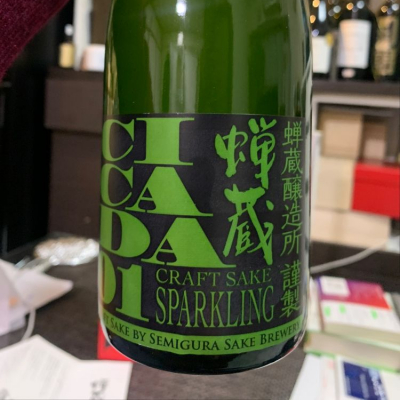 CI
CA
DA
01
蝉蔵
蝉蔵醸造所 謹製
CRAFT SAKE
SPARKLING
SAKE BY SEMIGURA SAKE BREWERY